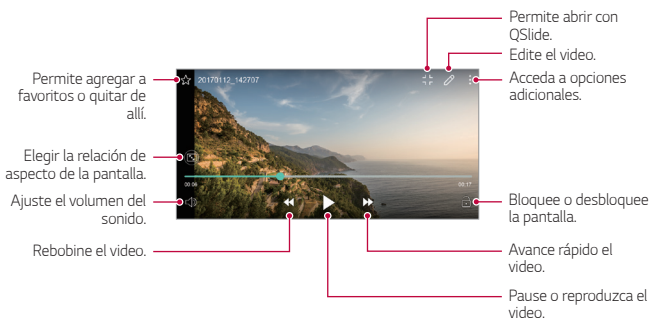 Permite abrir con
QSlide.
Edite el video.
Acceda a opciones
adicionales.
Permite agregar a
favoritos o quitar de
allí.
20170112_142707
Elegir la relación de
aspecto de la pantalla.
00:06
00:17
Ajuste el volumen del
sonido.
Bloquee o desbloquee
la pantalla.
Rebobine el video.
Avance rápido el
video.
Pause o reproduzca el
video.